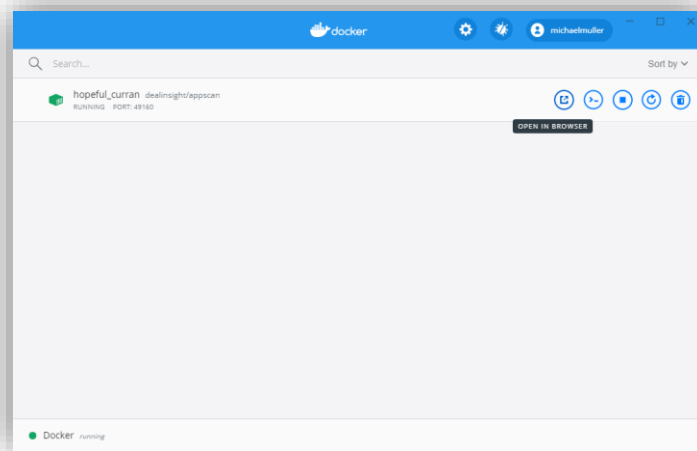 docker
michaelmuller
Search...
Sort by
hopeful_curran dealinsight/appscan
RUNNING PORT: 49160
OPEN IN BROWSER
Docker running